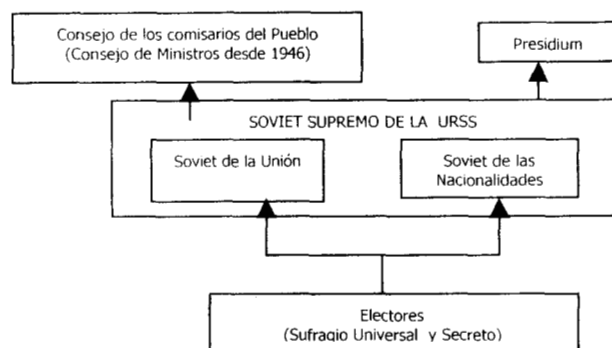 Consejo de los comisarios del Pueblo
(Consejo de Ministros desde 1946)
Presidium
SOVIET SUPREMO DE LA URSS
Soviet de la Unión
Soviet de las
Nacionalidades
Electores
(Sufragio Universal y Secreto)